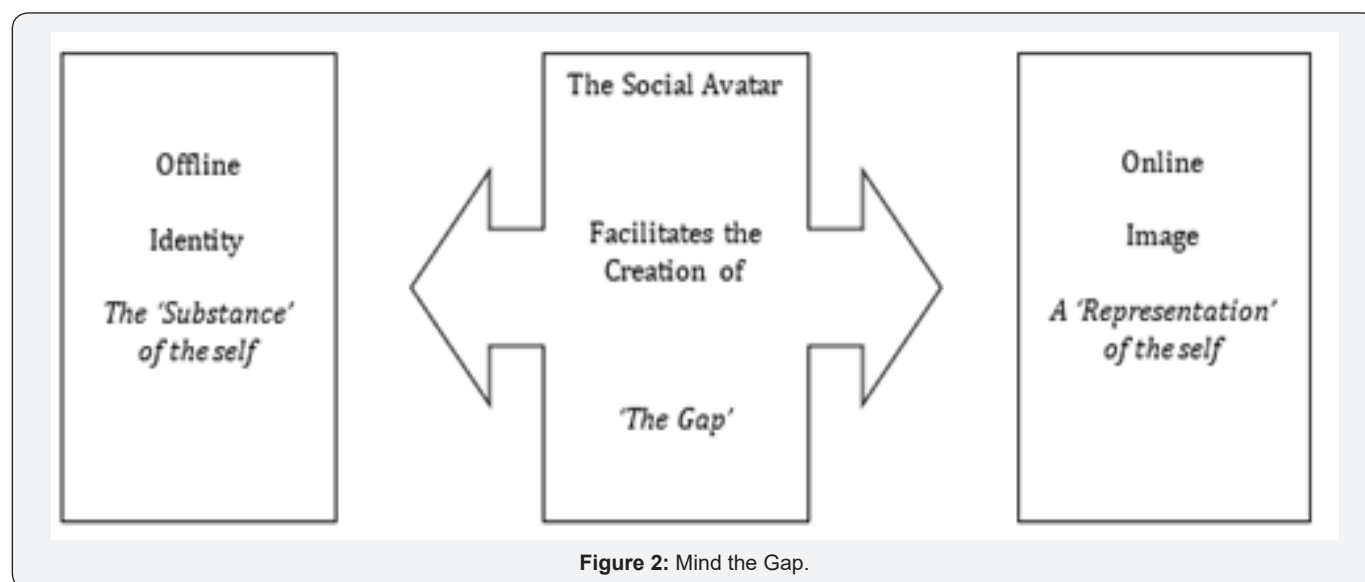 Offline
Identity
The ‘Substance’
of the self
The Social Avatar
Facilitates the
Creation of
‘The Gap’
Online
Image
A ‘Representation’
of the self
Figure 2: Mind the Gap.